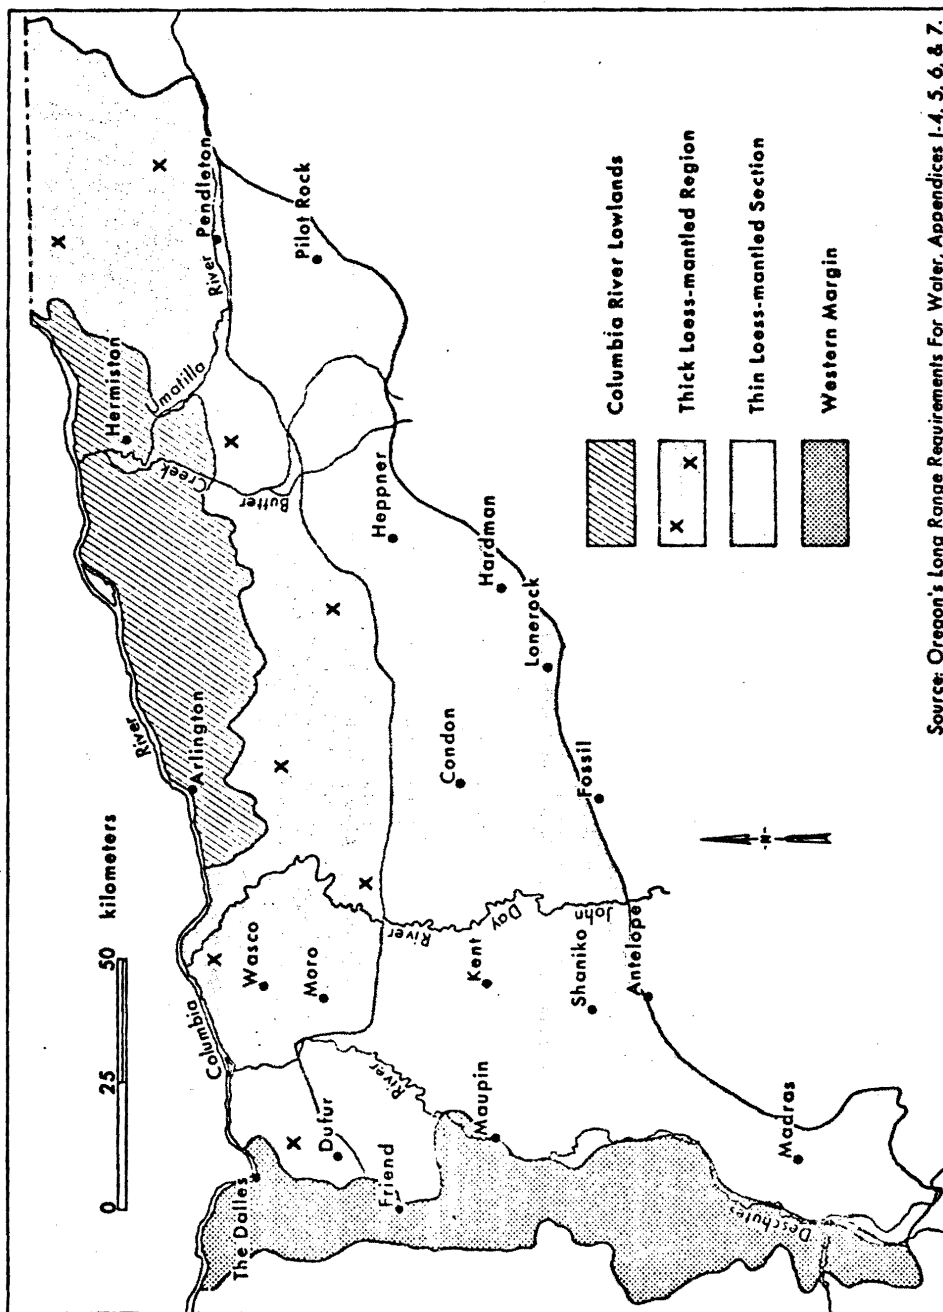 0 25 50 kilometers
Columbia
River
The Dalles
Arlington
Hermiston
Umatilla
River
Pendleton
Pilot Rock
Butter
Creek
Wasco
Moro
Dufur
Friend
Heppner
Hardman
Lonerock
Condon
Fossil
River
Day
John
Kent
Shaniko
Antelope
River
Maupin
Madras
Deschutes
N
Columbia River Lowlands
x x Thick Loess-mantled Region
Thin Loess-mantled Section
Western Margin
x
x
x
x
x
x
x
x
Source: Oregon's Long Range Requirements For Water, Appendices I-4, 5, 6, & 7.